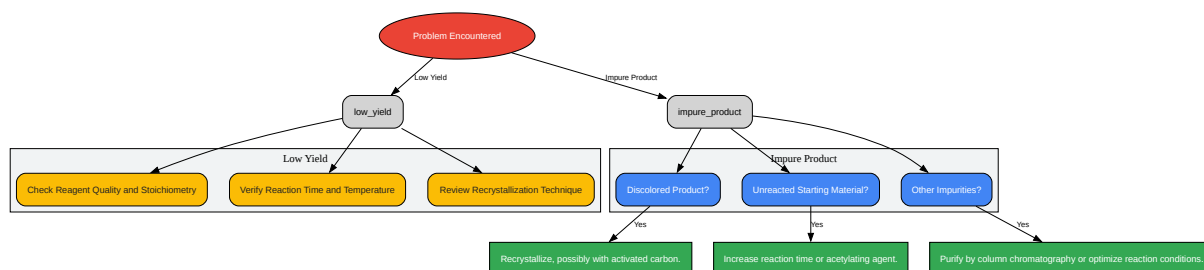 Problem Encountered
Low Yield
Impure Product
low_yield
impure_product
Low Yield
Impure Product
Check Reagent Quality and Stoichiometry
Verify Reaction Time and Temperature
Review Recrystallization Technique
Discolored Product?
Unreacted Starting Material?
Other Impurities?
Yes
Yes
Yes
Recrystallize, possibly with activated carbon.
Increase reaction time or acetylating agent.
Purify by column chromatography or optimize reaction conditions.